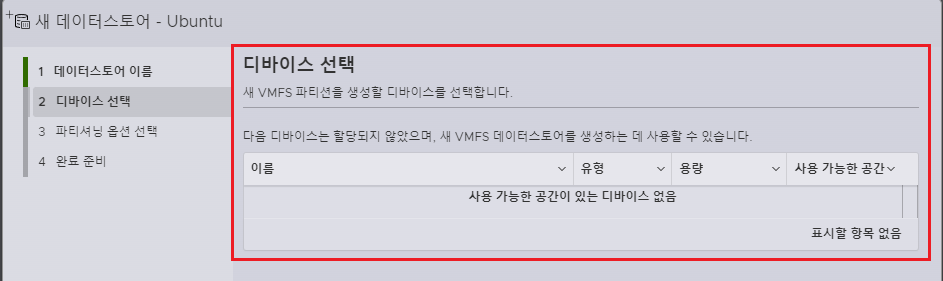 새 데이터스토어 - Ubuntu
1 데이터스토어 이름
2 디바이스 선택
3 파티셔닝 옵션 선택
4 완료 준비
디바이스 선택
새 VMFS 파티션을 생성할 디바이스를 선택합니다.
다음 디바이스는 할당되지 않았으며, 새 VMFS 데이터스토어를 생성하는 데 사용할 수 있습니다.
이름 유형 용량 사용 가능한 공간
사용 가능한 공간이 있는 디바이스 없음
표시할 항목 없음